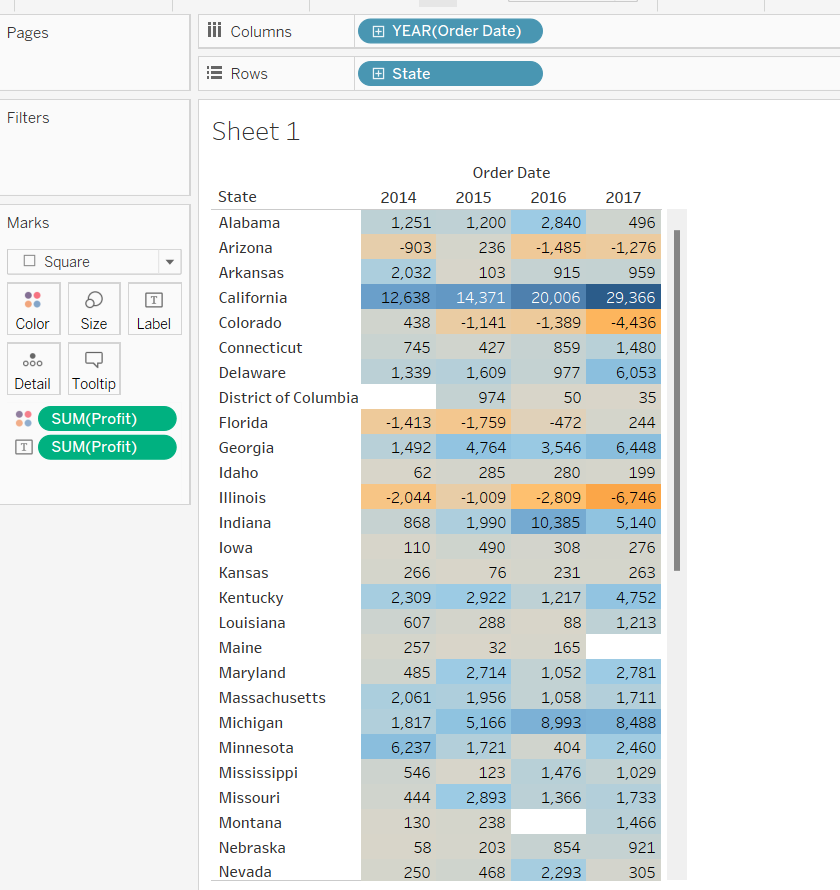 Pages
Columns
YEAR(Order Date)
Rows
State
Filters
Sheet 1
Marks
Square
Color
Size
Label
Detail
Tooltip
SUM(Profit)
SUM(Profit)
Order Date
State 2014 2015 2016 2017
Alabama 1,251 1,200 2,840 496
Arizona -903 236 -1,485 -1,276
Arkansas 2,032 103 915 959
California 12,638 14,371 20,006 29,366
Colorado 438 -1,141 -1,389 -4,436
Connecticut 745 427 859 1,480
Delaware 1,339 1,609 977 6,053
District of Columbia 974 50 35
Florida -1,413 -1,759 -472 244
Georgia 1,492 4,764 3,546 6,448
Idaho 62 285 280 199
Illinois -2,044 -1,009 -2,809 -6,746
Indiana 868 1,990 10,385 5,140
Iowa 110 490 308 276
Kansas 266 76 231 263
Kentucky 2,309 2,922 1,217 4,752
Louisiana 607 288 88 1,213
Maine 257 32 165
Maryland 485 2,714 1,052 2,781
Massachusetts 2,061 1,956 1,058 1,711
Michigan 1,817 5,166 8,993 8,488
Minnesota 6,237 1,721 404 2,460
Mississippi 546 123 1,476 1,029
Missouri 444 2,893 1,366 1,733
Montana 130 238 1,466
Nebraska 58 203 854 921
Nevada 250 468 2,293 305